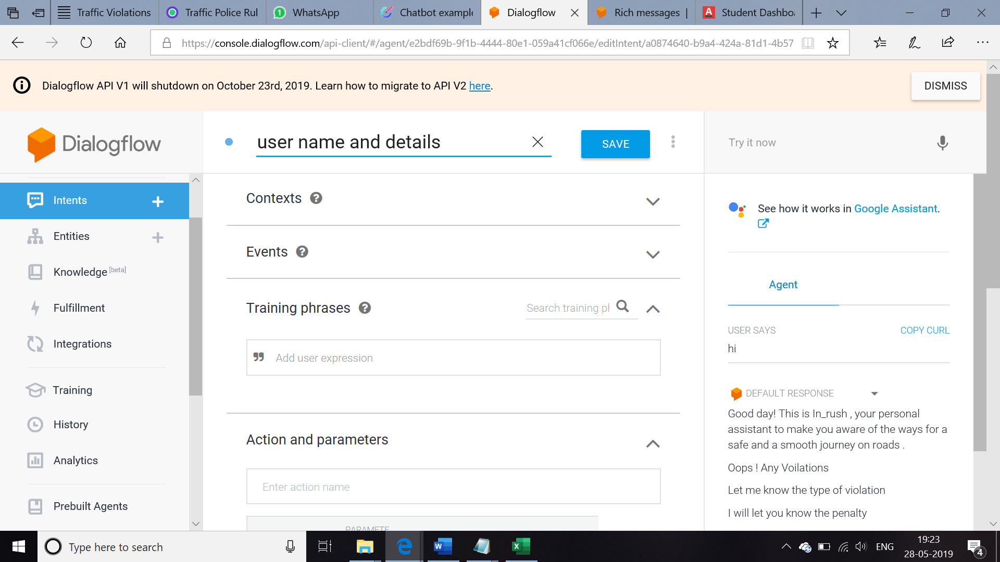 Traffic Violations
Traffic Police Rul
WhatsApp
Chatbot example
Dialogflow
Rich messages |
Student Dashboa
https://console.dialogflow.com/api-client/#/agent/e2bdf69b-9f1b-4444-80e1-059a41cf066e/editIntent/a0874640-b9a4-424a-81d1-4b57
Dialogflow API V1 will shutdown on October 23rd, 2019. Learn how to migrate to API V2 here.
DISMISS
Dialogflow
user name and details
SAVE
Try it now
Intents
Entities
Knowledge [beta]
Fulfillment
Integrations
Training
History
Analytics
Prebuilt Agents
Contexts
Events
Training phrases
Search training ph
Add user expression
Action and parameters
Enter action name
PARAMETE
See how it works in Google Assistant.
Agent
USER SAYS
COPY CURL
hi
DEFAULT RESPONSE
Good day! This is In_rush , your personal
assistant to make you aware of the ways for a
safe and a smooth journey on roads .
Oops ! Any Voilations
Let me know the type of violation
I will let you know the penalty
Type here to search
ENG
19:23
28-05-2019
4